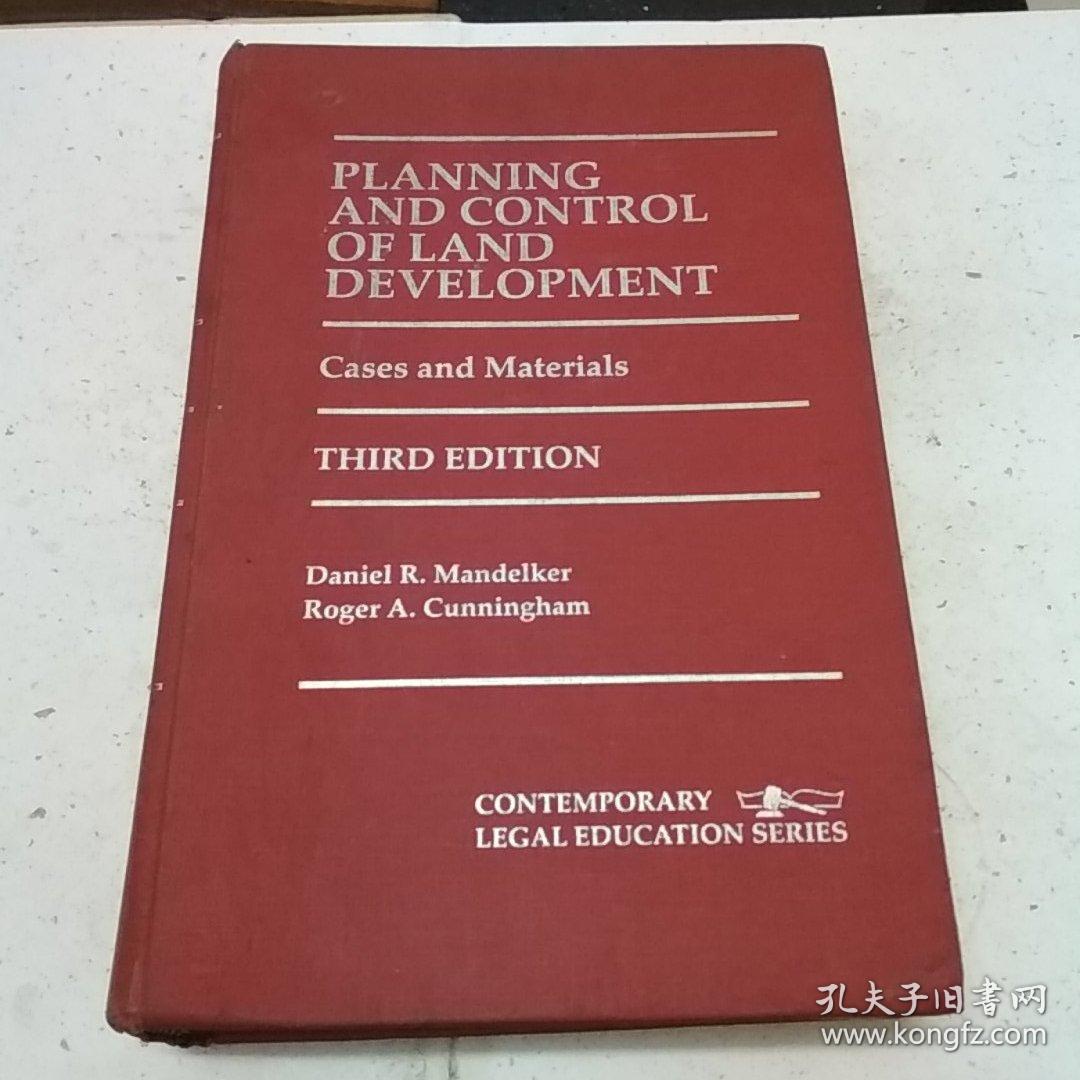 PLANNING
AND CONTROL
OF LAND
DEVELOPMENT
Cases and Materials
THIRD EDITION
Daniel R. Mandelker
Roger A. Cunningham
CONTEMPORARY
LEGAL EDUCATION SERIES
孔夫子旧書网
www.kongfz.com